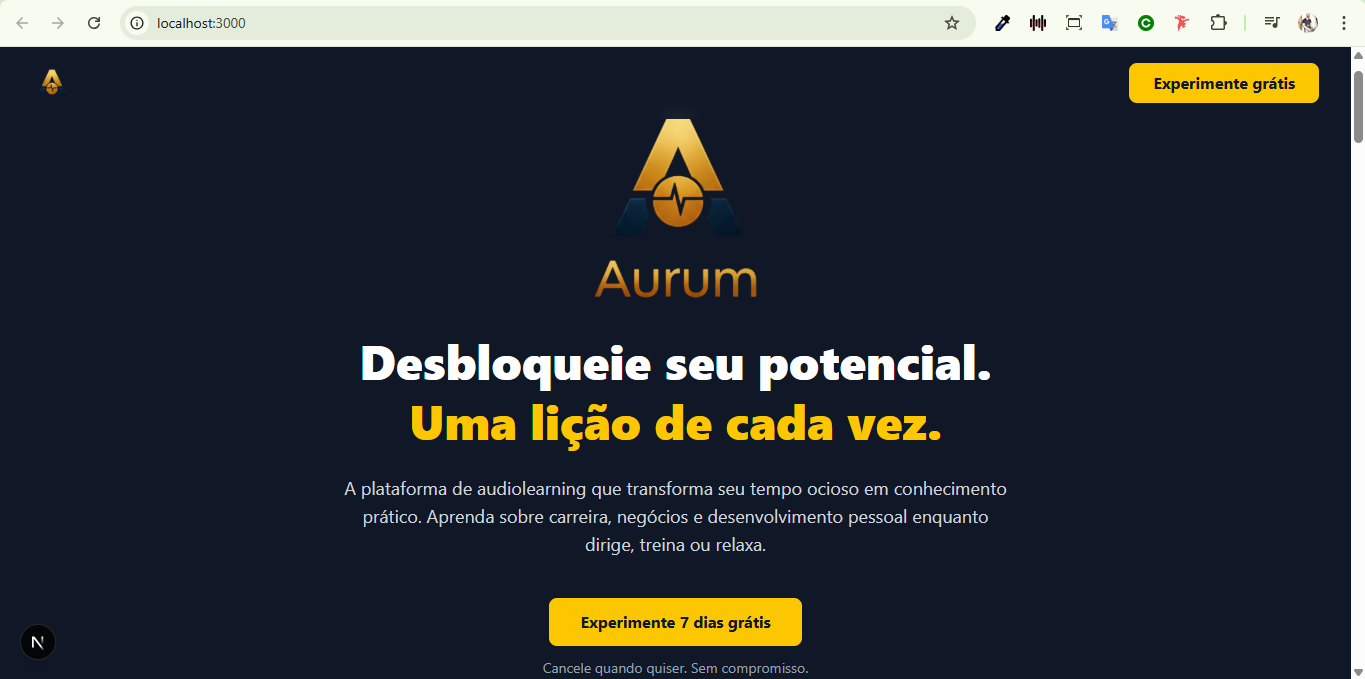 localhost:3000
Experimente grátis
Aurum
Desbloqueie seu potencial.
Uma lição de cada vez.
A plataforma de audiolearning que transforma seu tempo ocioso em conhecimento
prático. Aprenda sobre carreira, negócios e desenvolvimento pessoal enquanto
dirige, treina ou relaxa.
Experimente 7 dias grátis
N
Cancele quando quiser. Sem compromisso.